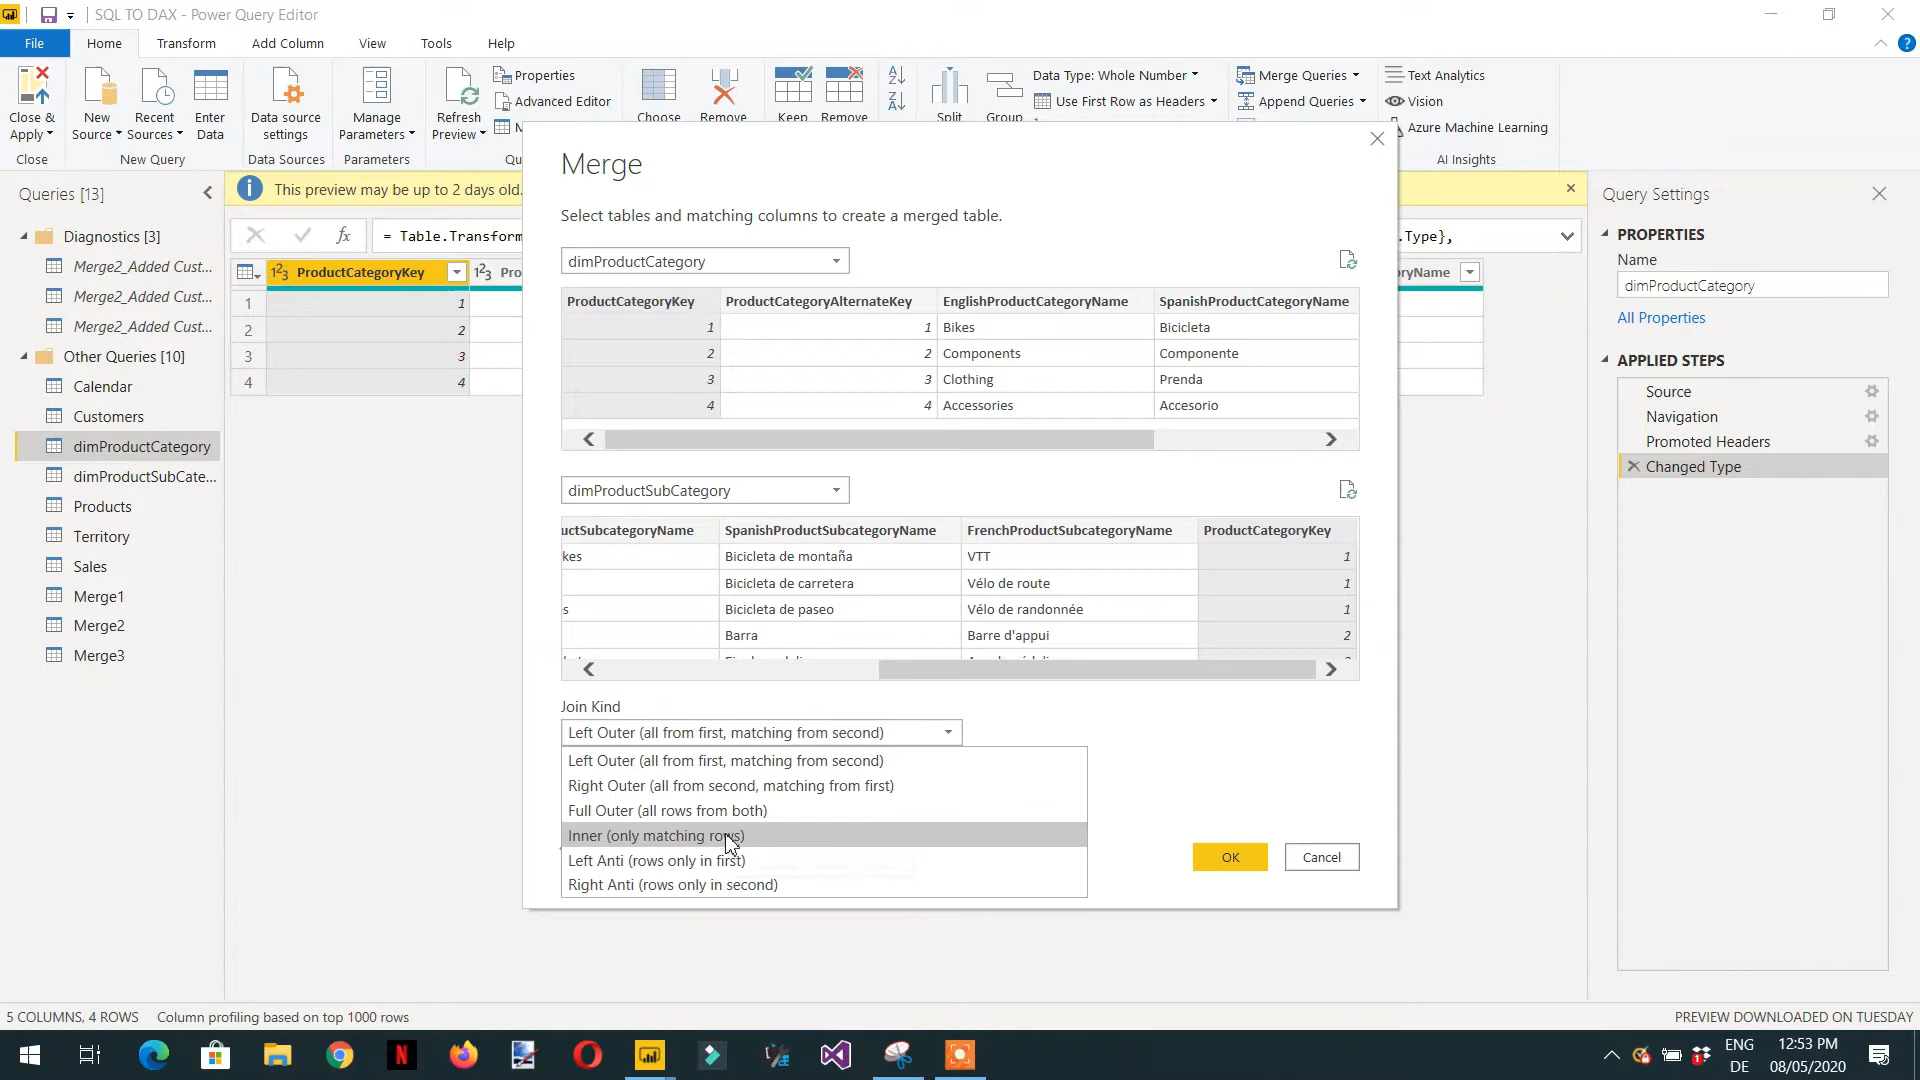 SQL TO DAX - Power Query Editor
File
Home
Transform
Add Column
View
Tools
Help
Close &
Apply
New
Source
Recent
Sources
Enter
Data
Data source
settings
Manage
Parameters
Refresh
Preview
Properties
Advanced Editor
Choose
Remove
Keep
Remove
Split
Group
Data Type: Whole Number
Use First Row as Headers
Merge Queries
Append Queries
Text Analytics
Vision
Azure Machine Learning
Close
New Query
Data Sources
Parameters
AI Insights
Queries [13]
Diagnostics [3]
Merge2_Added Cust...
Merge2_Added Cust...
Merge2_Added Cust...
Other Queries [10]
Calendar
Customers
dimProductCategory
dimProductSubCate...
Products
Territory
Sales
Merge1
Merge2
Merge3
This preview may be up to 2 days old.
fx
= Table.Transform
.Type},
ProductCategoryKey
1 1
2 2
3 3
4 4
Merge
Select tables and matching columns to create a merged table.
dimProductCategory
ProductCategoryKey ProductCategoryAlternateKey EnglishProductCategoryName SpanishProductCategoryName
1 1 Bikes Bicicleta
2 2 Components Componente
3 3 Clothing Prenda
4 4 Accessories Accesorio
dimProductSubCategory
uctSubcategoryName SpanishProductSubcategoryName FrenchProductSubcategoryName ProductCategoryKey
kes Bicicleta de montaña VTT 1
Bicicleta de carretera Vélo de route 1
s Bicicleta de paseo Vélo de randonnée 1
Barra Barre d'appui 2
Join Kind
Left Outer (all from first, matching from second)
Left Outer (all from first, matching from second)
Right Outer (all from second, matching from first)
Full Outer (all rows from both)
Inner (only matching rows)
Left Anti (rows only in first)
Right Anti (rows only in second)
OK
Cancel
Query Settings
PROPERTIES
Name
dimProductCategory
All Properties
APPLIED STEPS
Source
Navigation
Promoted Headers
Changed Type
5 COLUMNS, 4 ROWS
Column profiling based on top 1000 rows
PREVIEW DOWNLOADED ON TUESDAY
ENG
DE
12:53 PM
08/05/2020